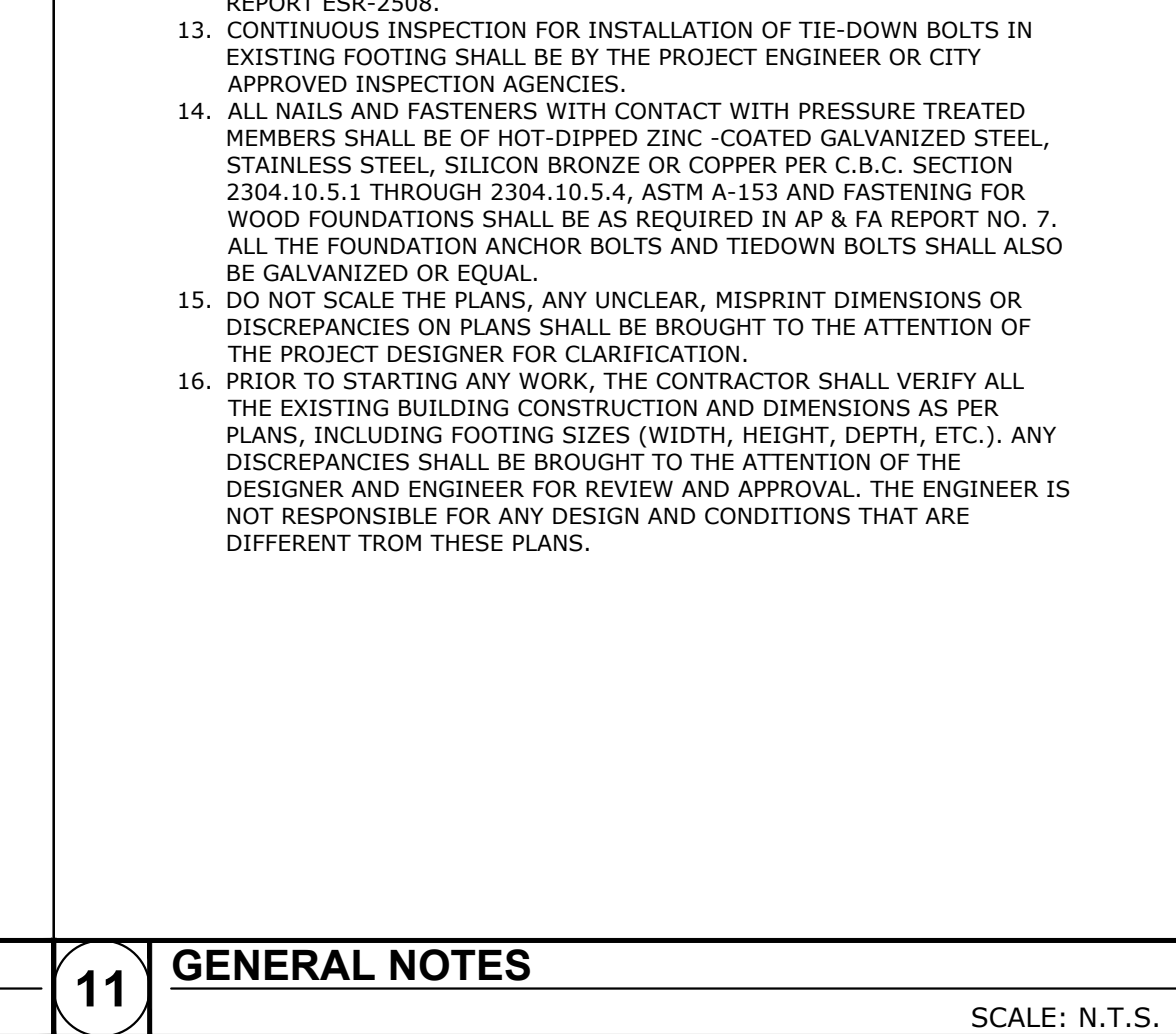 REPORT ESR-2508.
13. CONTINUOUS INSPECTION FOR INSTALLATION OF TIE-DOWN BOLTS IN
EXISTING FOOTING SHALL BE BY THE PROJECT ENGINEER OR CITY
APPROVED INSPECTION AGENCIES.
14. ALL NAILS AND FASTENERS WITH CONTACT WITH PRESSURE TREATED
MEMBERS SHALL BE OF HOT-DIPPED ZINC -COATED GALVANIZED STEEL,
STAINLESS STEEL, SILICON BRONZE OR COPPER PER C.B.C. SECTION
2304.10.5.1 THROUGH 2304.10.5.4, ASTM A-153 AND FASTENING FOR
WOOD FOUNDATIONS SHALL BE AS REQUIRED IN AP & FA REPORT NO. 7.
ALL THE FOUNDATION ANCHOR BOLTS AND TIEDOWN BOLTS SHALL ALSO
BE GALVANIZED OR EQUAL.
15. DO NOT SCALE THE PLANS, ANY UNCLEAR, MISPRINT DIMENSIONS OR
DISCREPANCIES ON PLANS SHALL BE BROUGHT TO THE ATTENTION OF
THE PROJECT DESIGNER FOR CLARIFICATION.
16. PRIOR TO STARTING ANY WORK, THE CONTRACTOR SHALL VERIFY ALL
THE EXISTING BUILDING CONSTRUCTION AND DIMENSIONS AS PER
PLANS, INCLUDING FOOTING SIZES (WIDTH, HEIGHT, DEPTH, ETC.). ANY
DISCREPANCIES SHALL BE BROUGHT TO THE ATTENTION OF THE
DESIGNER AND ENGINEER FOR REVIEW AND APPROVAL. THE ENGINEER IS
NOT RESPONSIBLE FOR ANY DESIGN AND CONDITIONS THAT ARE
DIFFERENT TROM THESE PLANS.
11 GENERAL NOTES
SCALE: N.T.S.